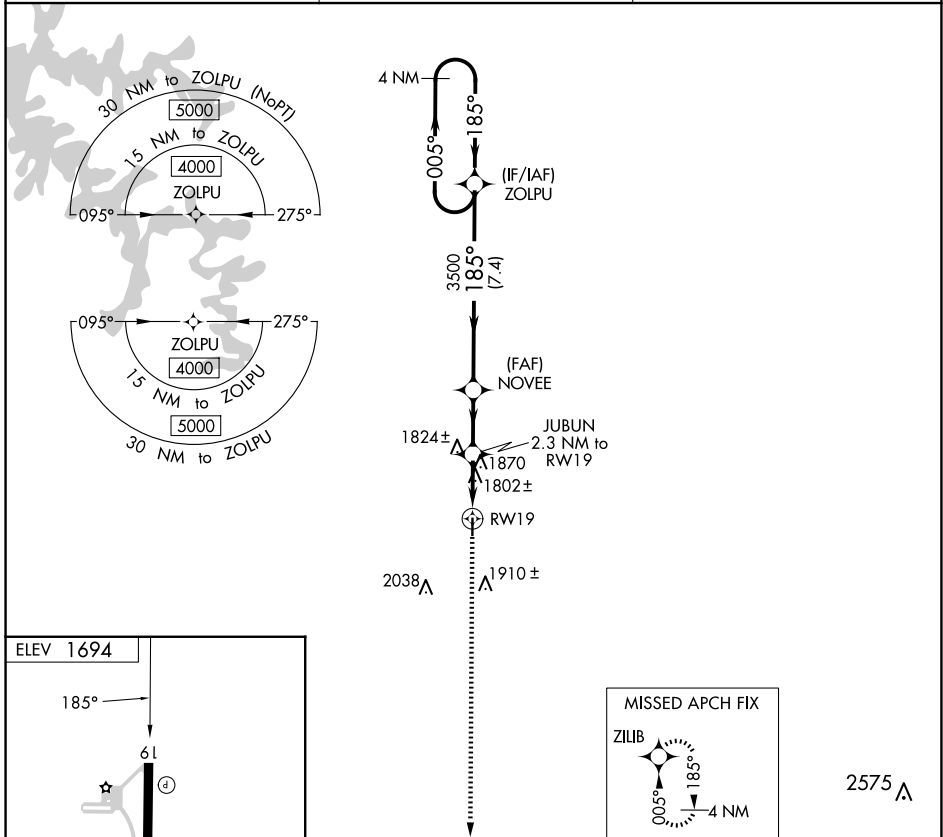 30 NM to ZOLPU (NoPT)
5000
15 NM to ZOLPU
4000
ZOLPU
095°
275°
095°
275°
ZOLPU
4000
15 NM to ZOLPU
5000
30 NM to ZOLPU
4 NM
005°
185°
(IF/IAF)
ZOLPU
3500
185°
(7.4)
(FAF)
NOVEE
1824±
JUBUN
2.3 NM to
RW19
1870
1802±
RW19
2038
1910±
ELEV 1694
185°
19
P
MISSED APCH FIX
ZILIB
005°
185°
4 NM
2575